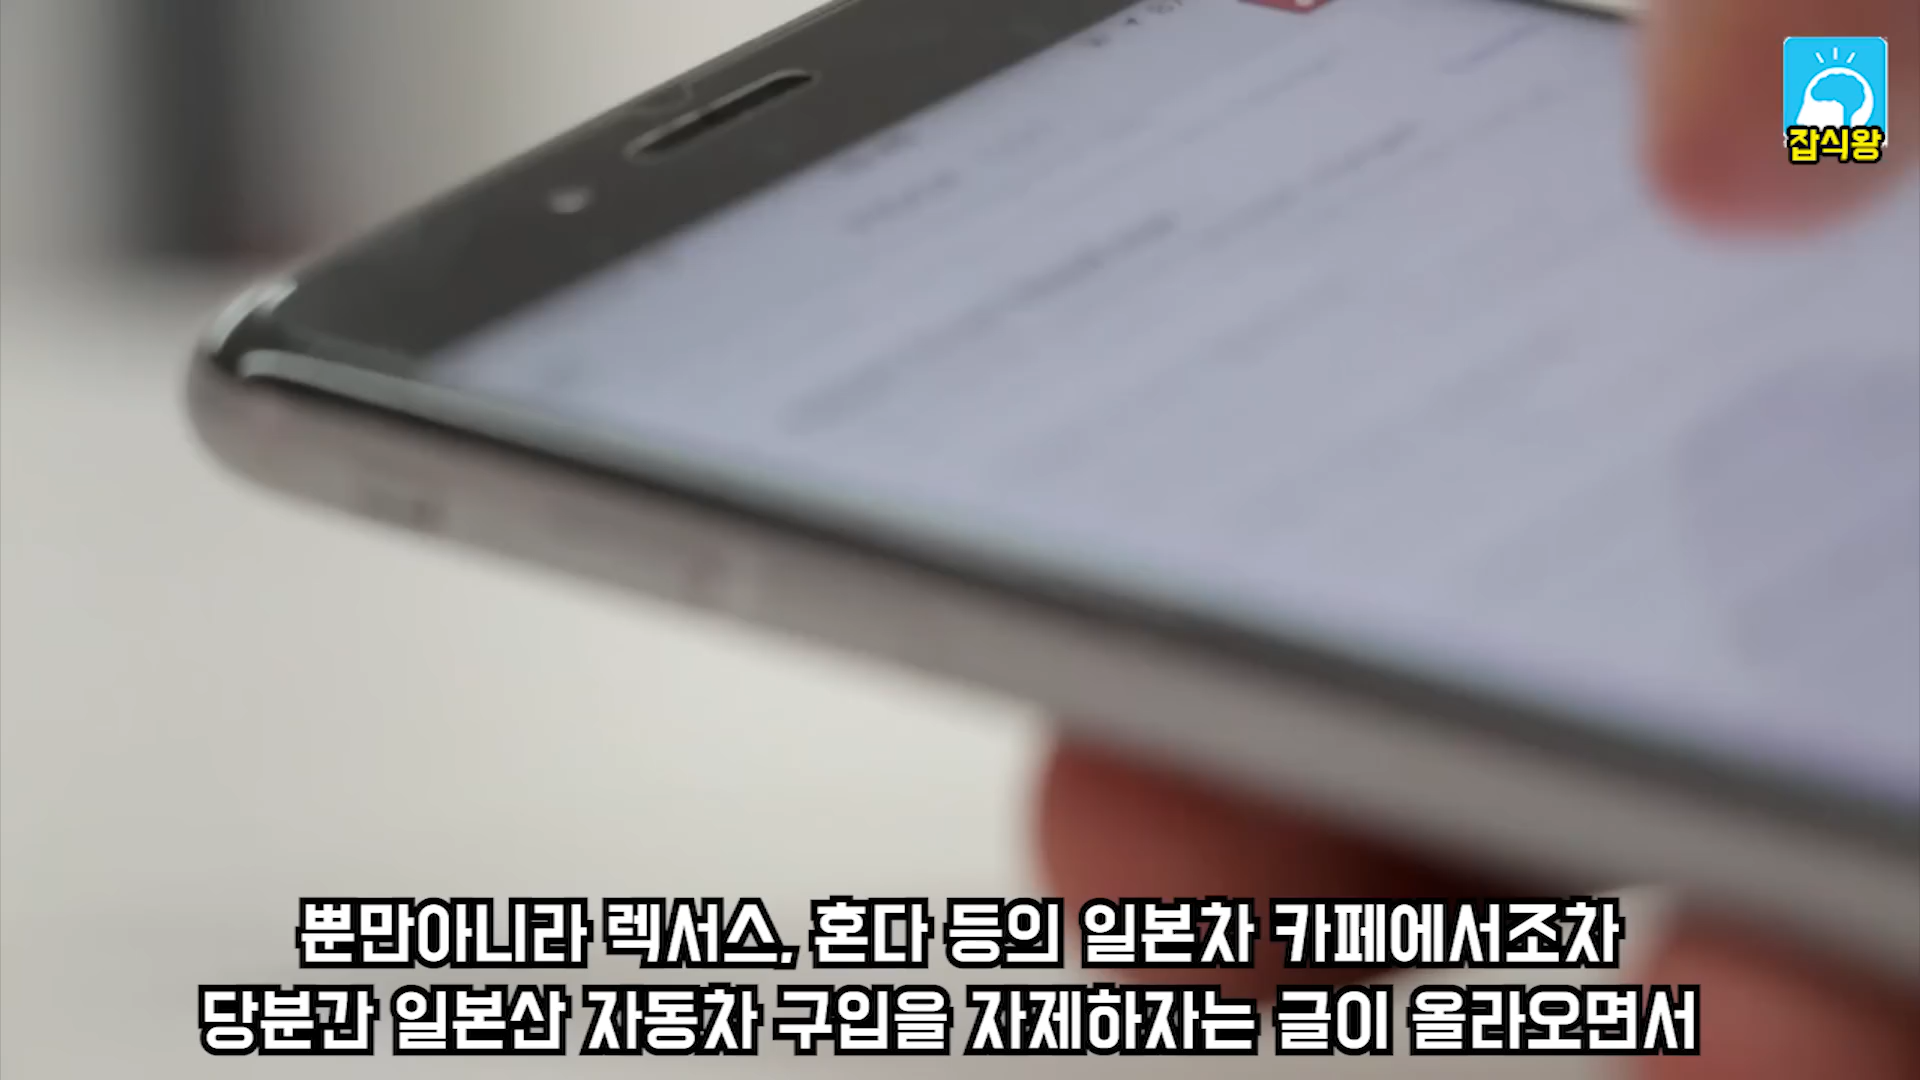 잡식왕
뿐만아니라 렉서스, 혼다 등의 일본차 카페에서조차
당분간 일본산 자동차 구입을 자제하자는 글이 올라오면서